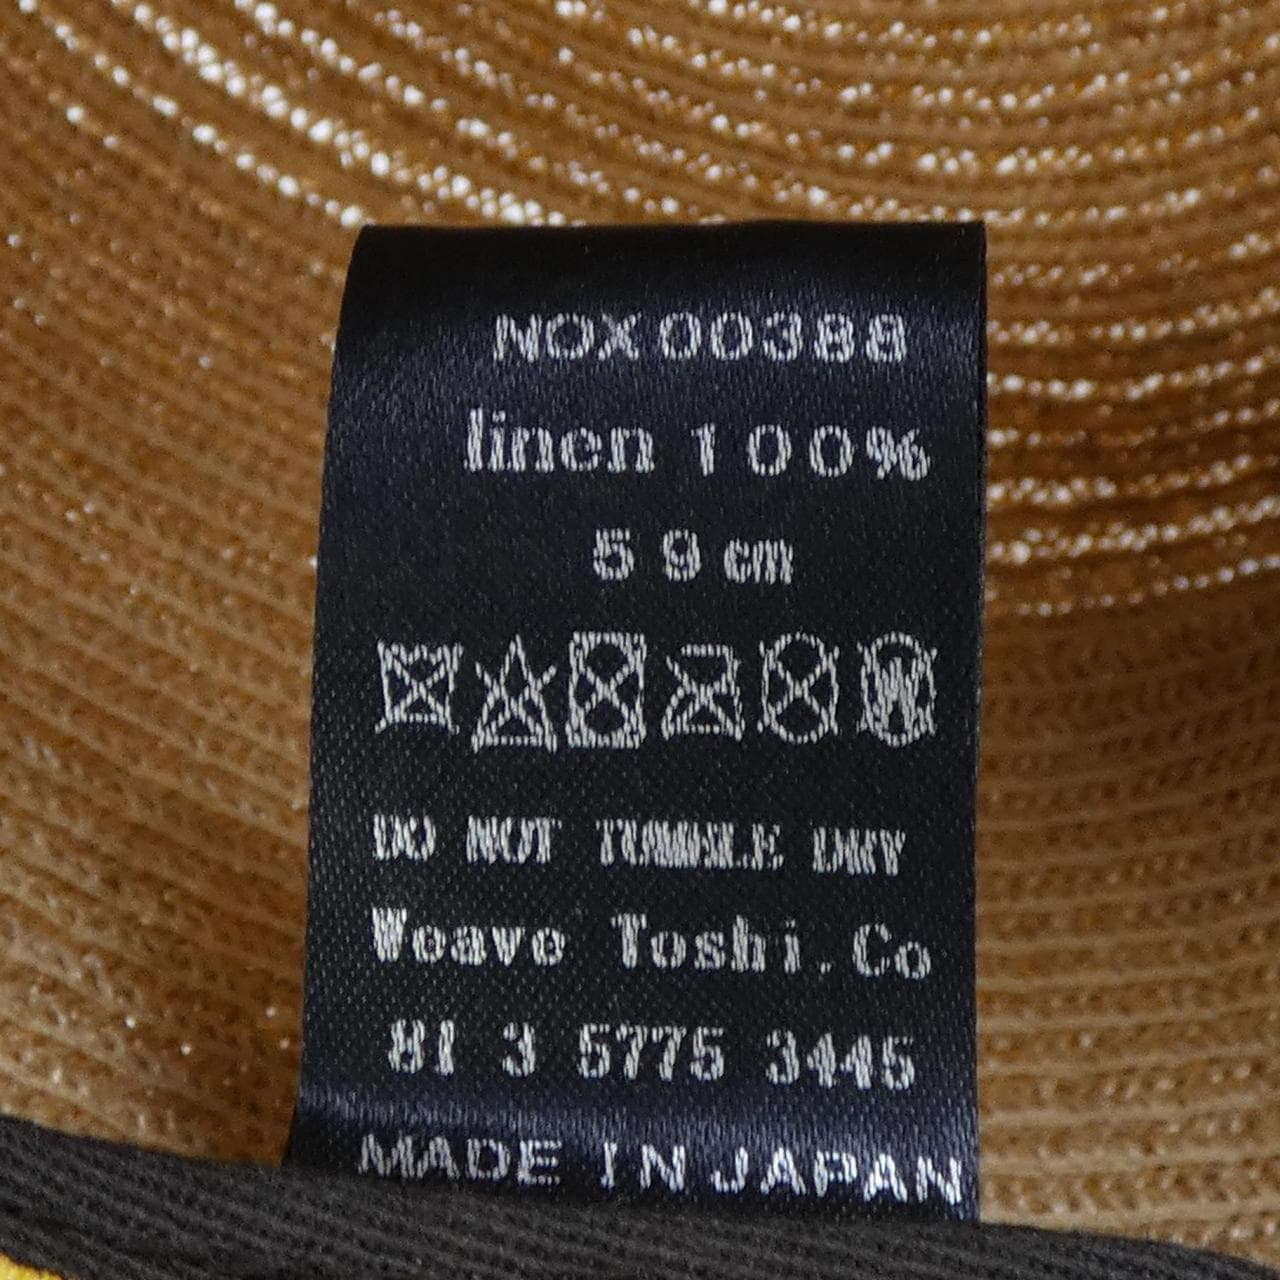 NOX00388
linen 100%
59cm
DO NOT TUMBLE DRY
Weave Toshi.Co
81 3 5775 3445
MADE IN JAPAN